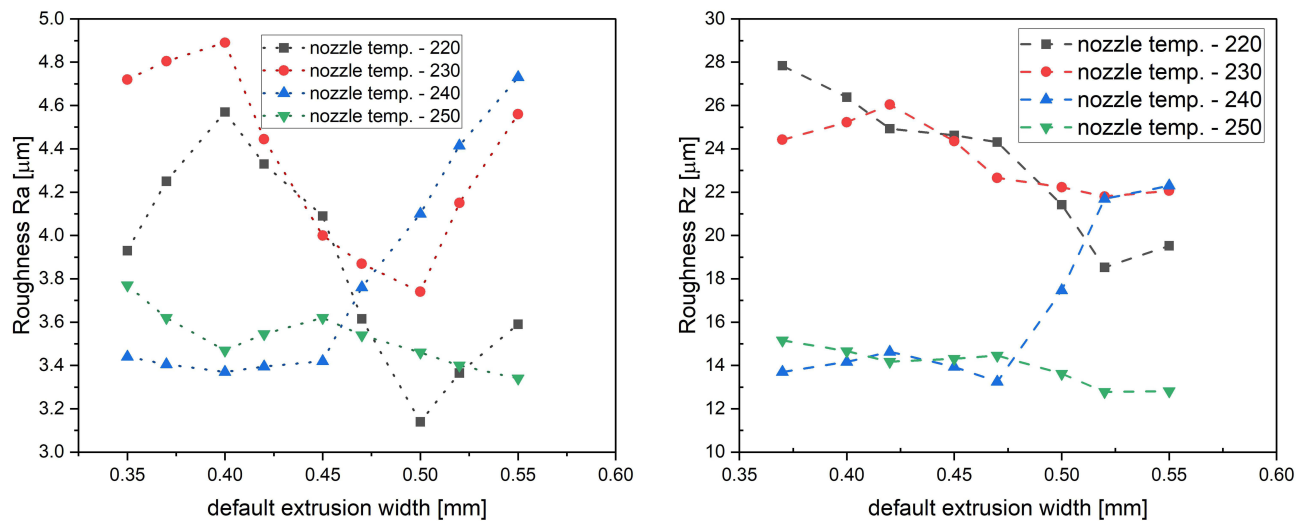 5.0
4.8
4.6
4.4
4.2
4.0
3.8
3.6
3.4
3.2
3.0
Roughness Ra [μm]
nozzle temp. - 220
nozzle temp. - 230
nozzle temp. - 240
nozzle temp. - 250
0.35
0.40
0.45
0.50
0.55
0.60
default extrusion width [mm]
30
28
26
24
22
20
18
16
14
12
10
Roughness Rz [μm]
nozzle temp. - 220
nozzle temp. - 230
nozzle temp. - 240
nozzle temp. - 250
0.35
0.40
0.45
0.50
0.55
0.60
default extrusion width [mm]